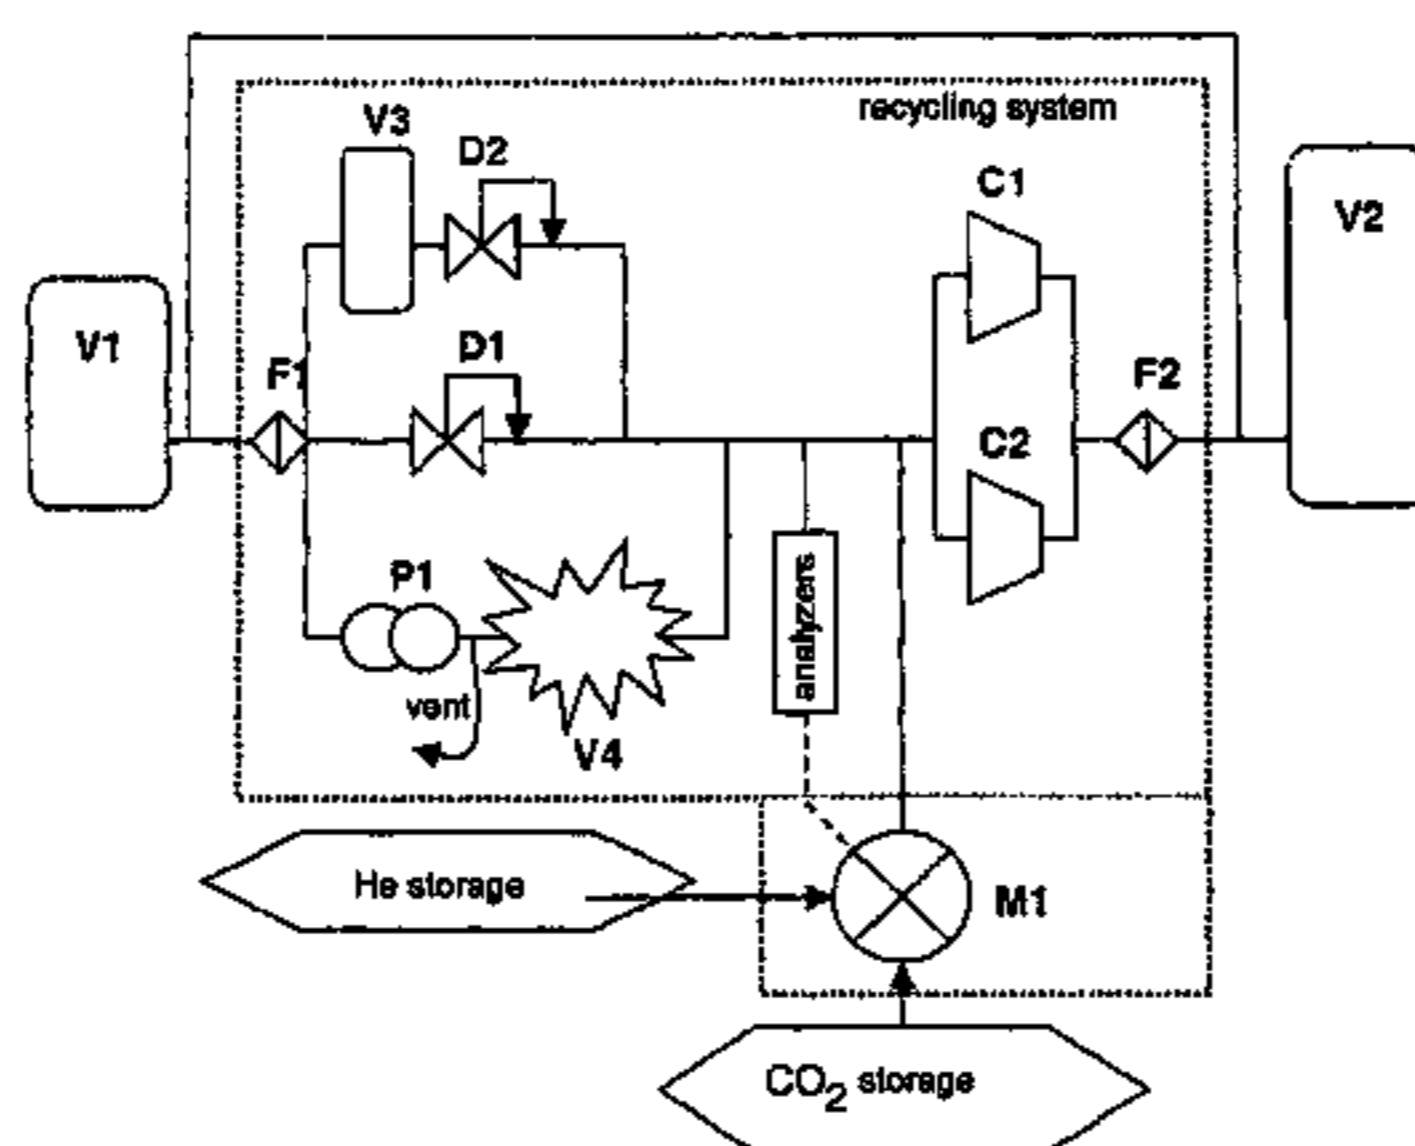 recycling system
V3
D2
C1
V2
V1
D1
F1
F2
C2
P1
analyzers
vent
V4
He storage
M1
CO₂ storage